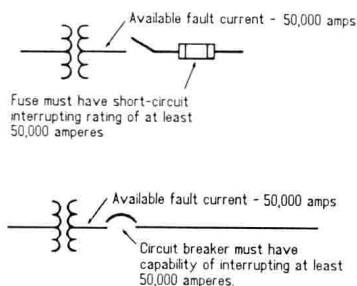 Available fault current - 50,000 amps
Fuse must have short-circuit
interrupting rating of at least
50,000 amperes
Available fault current - 50,000 amps
Circuit breaker must have
capability of interrupting at least
50,000 amperes.